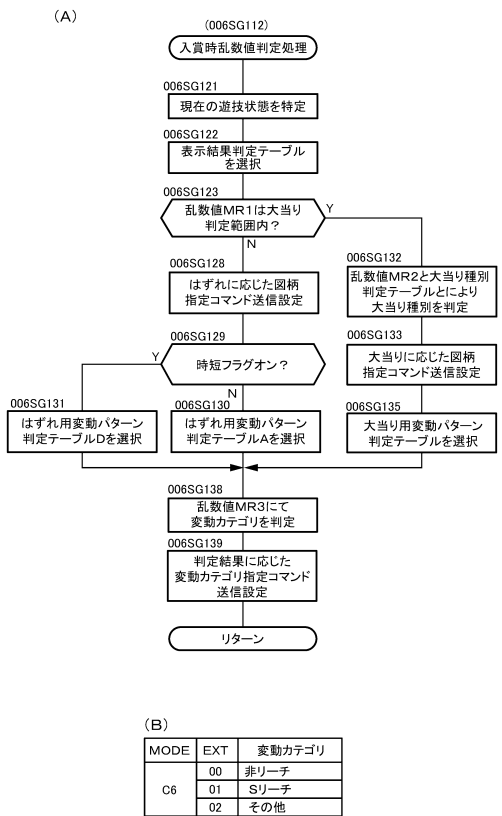 (A)
(006SG112)
入賞時乱数値判定処理
006SG121
現在の遊技状態を特定
006SG122
表示結果判定テーブル
を選択
006SG123
乱数値MR1は大当り
判定範囲内?
Y
N
006SG132
乱数値MR2と大当り種別
判定テーブルとにより
大当り種別を判定
006SG128
はずれに応じた図柄
指定コマンド送信設定
006SG133
大当りに応じた図柄
指定コマンド送信設定
006SG129
時短フラグオン?
Y
N
006SG131
はずれ用変動パターン
判定テーブルDを選択
006SG130
はずれ用変動パターン
判定テーブルAを選択
006SG135
大当り用変動パターン
判定テーブルを選択
006SG138
乱数値MR3にて
変動カテゴリを判定
006SG139
判定結果に応じた
変動カテゴリ指定コマンド
送信設定
リターン
(B)
MODE EXT 変動カテゴリ
C6 00 非リーチ
01 Sリーチ
02 その他